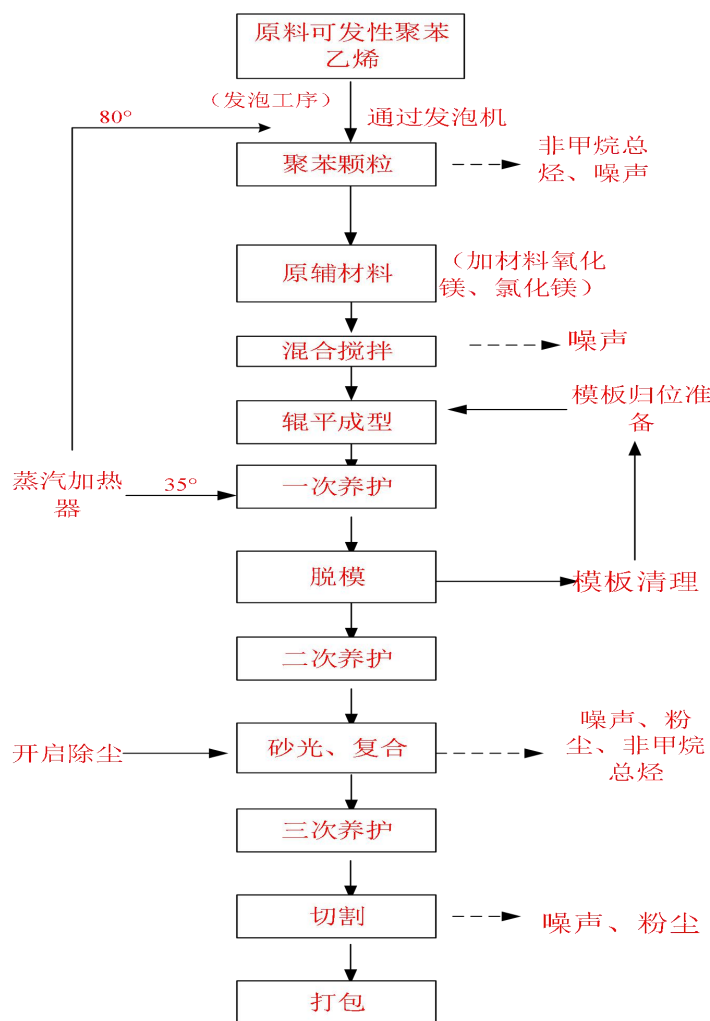 原料可发性聚苯
乙烯
（发泡工序）
80°
通过发泡机
聚苯颗粒
非甲烷总
烃、噪声
原辅材料
（加材料氧化
镁、氯化镁）
混合搅拌
噪声
模板归位准
备
辊平成型
蒸汽加热
器
35°
一次养护
脱模
模板清理
二次养护
开启除尘
砂光、复合
噪声、粉
尘、非甲烷
总烃
三次养护
切割
噪声、粉尘
打包